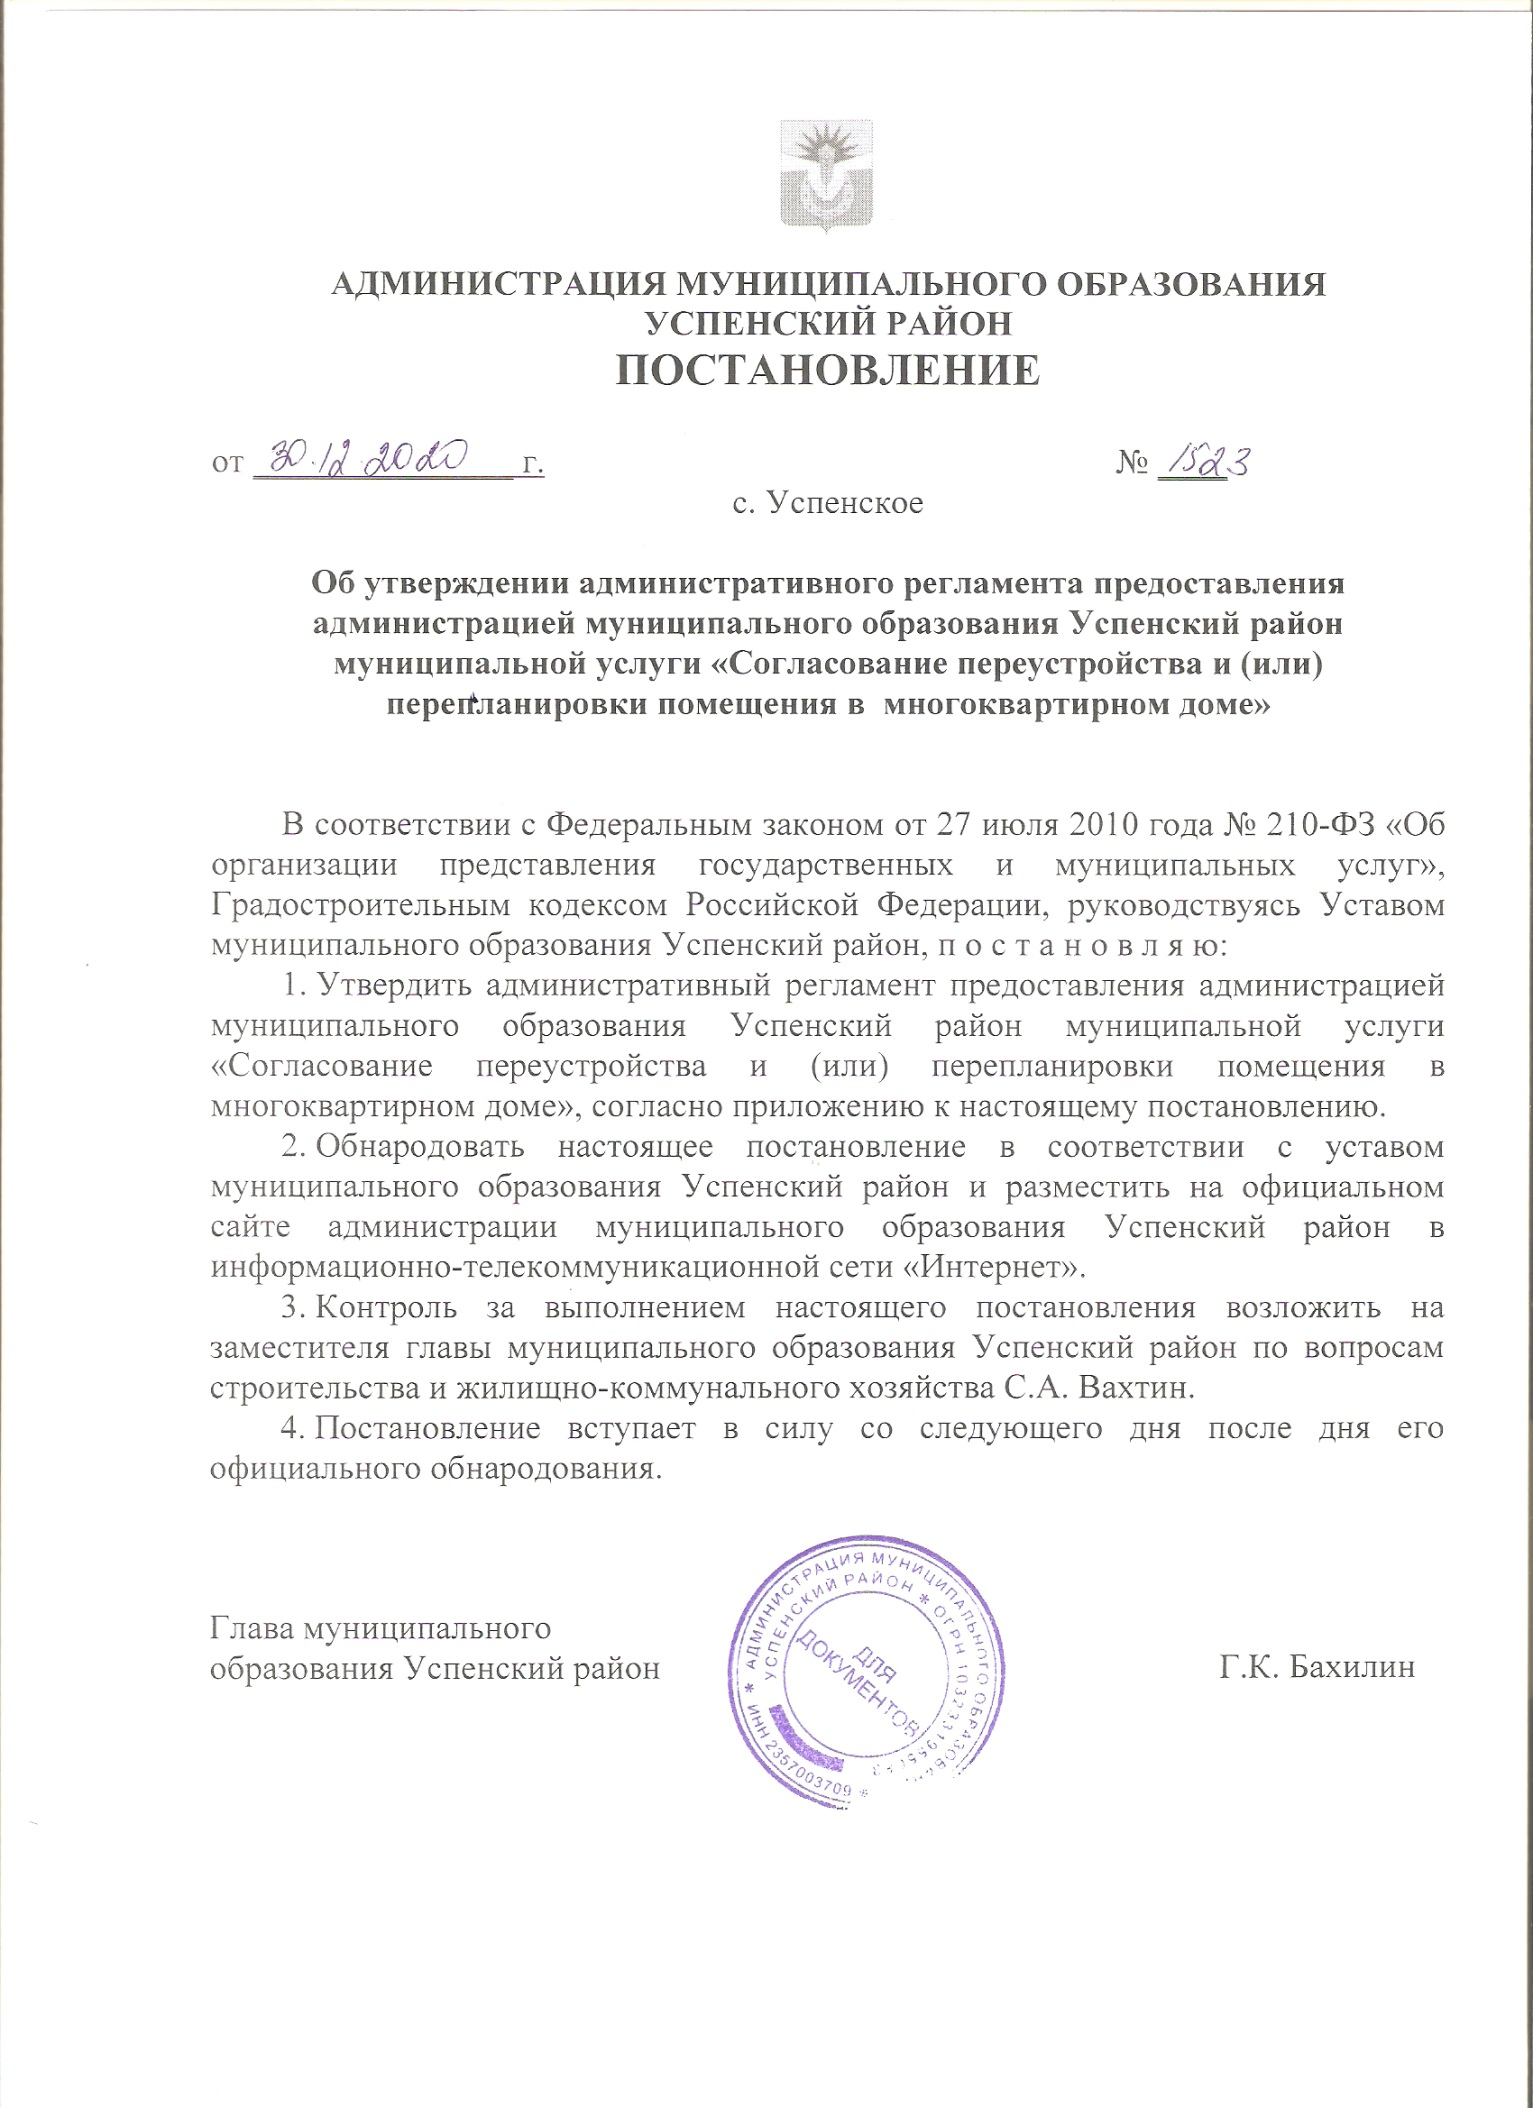 АДМИНИСТРАЦИЯ МУНИЦИПАЛЬНОГО ОБРАЗОВАНИЯ
УСПЕНСКИЙ РАЙОН
ПОСТАНОВЛЕНИЕ
от 30.12.2020 г. № 1523
с. Успенское
Об утверждении административного регламента предоставления
администрацией муниципального образования Успенский район
муниципальной услуги «Согласование переустройства и (или)
перепланировки помещения в многоквартирном доме»
В соответствии с Федеральным законом от 27 июля 2010 года № 210-ФЗ «Об
организации представления государственных и муниципальных услуг»,
Градостроительным кодексом Российской Федерации, руководствуясь Уставом
муниципального образования Успенский район, п о с т а н о в л я ю:
1. Утвердить административный регламент предоставления администрацией
муниципального образования Успенский район муниципальной услуги
«Согласование переустройства и (или) перепланировки помещения в
многоквартирном доме», согласно приложению к настоящему постановлению.
2. Обнародовать настоящее постановление в соответствии с уставом
муниципального образования Успенский район и разместить на официальном
сайте администрации муниципального образования Успенский район в
информационно-телекоммуникационной сети «Интернет».
3. Контроль за выполнением настоящего постановления возложить на
заместителя главы муниципального образования Успенский район по вопросам
строительства и жилищно-коммунального хозяйства С.А. Вахтин.
4. Постановление вступает в силу со следующего дня после дня его
официального обнародования.
Глава муниципального
образования Успенский район Г.К. Бахилин
* АДМИНИСТРАЦИЯ МУНИЦИПАЛЬНОГО
УСПЕНСКИЙ РАЙОН * ОГРН
ДЛЯ
ДОКУМЕНТОВ
ИНН 2357003709 *